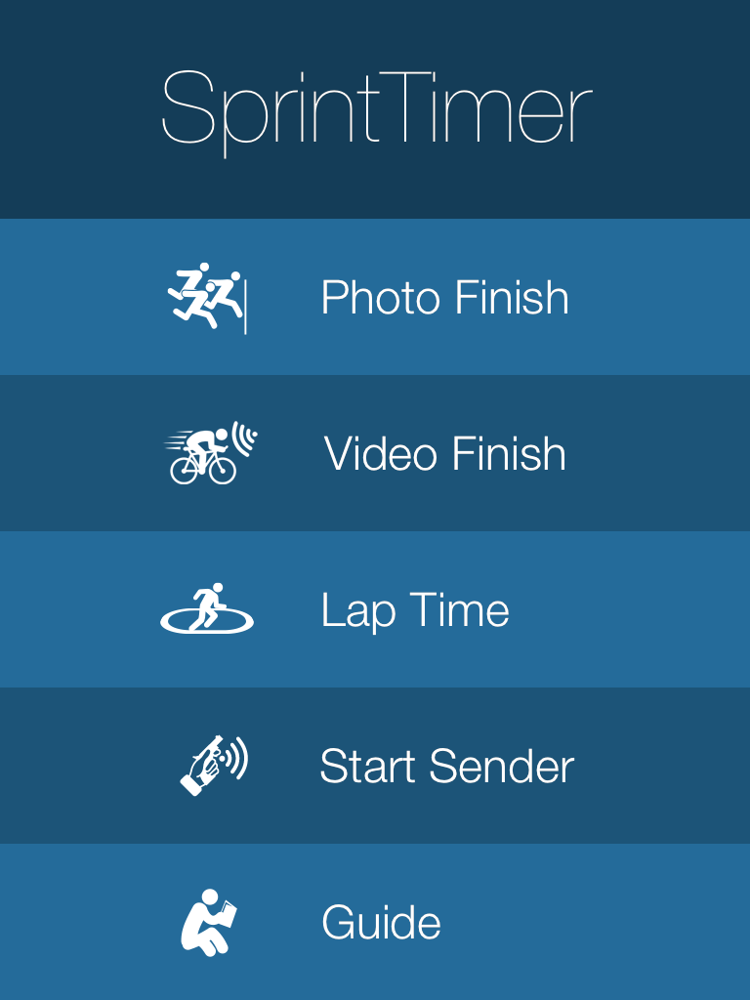 SprintTimer
Photo Finish
Video Finish
Lap Time
Start Sender
Guide